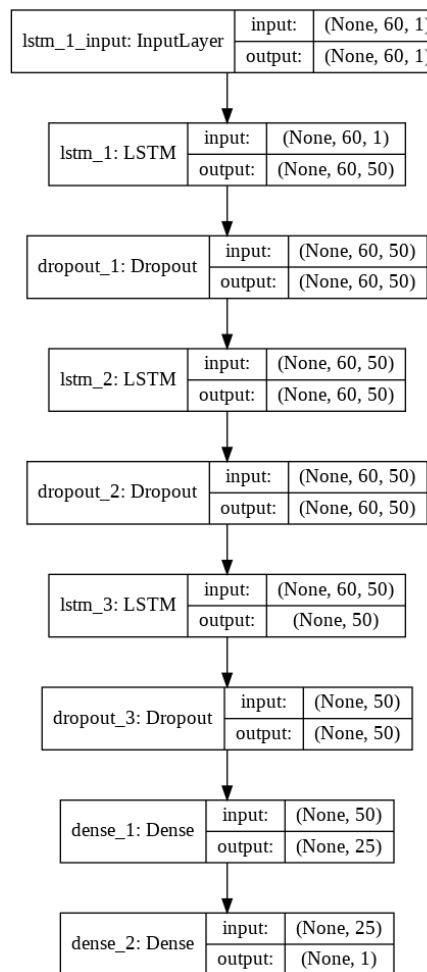 lstm_1_input: InputLayer
input: (None, 60, 1)
output: (None, 60, 1)
lstm_1: LSTM
input: (None, 60, 1)
output: (None, 60, 50)
dropout_1: Dropout
input: (None, 60, 50)
output: (None, 60, 50)
lstm_2: LSTM
input: (None, 60, 50)
output: (None, 60, 50)
dropout_2: Dropout
input: (None, 60, 50)
output: (None, 60, 50)
lstm_3: LSTM
input: (None, 60, 50)
output: (None, 50)
dropout_3: Dropout
input: (None, 50)
output: (None, 50)
dense_1: Dense
input: (None, 50)
output: (None, 25)
dense_2: Dense
input: (None, 25)
output: (None, 1)